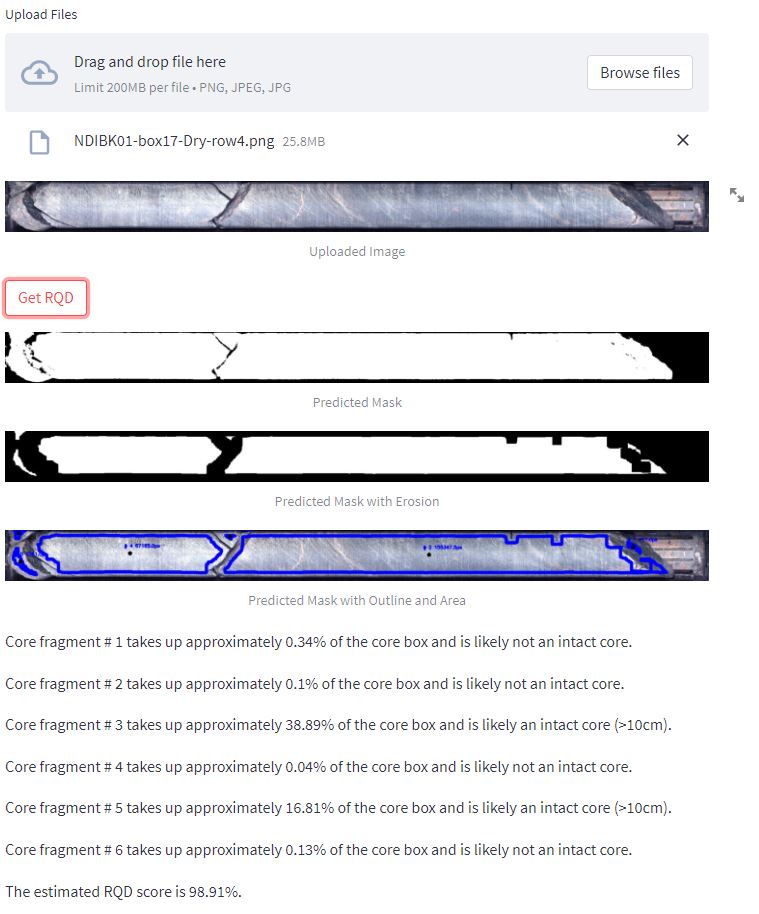 Upload Files
Drag and drop file here
Limit 200MB per file • PNG, JPEG, JPG
Browse files
NDIBK01-box17-Dry-row4.png 25.8MB
Uploaded Image
Get RQD
Predicted Mask
Predicted Mask with Erosion
Predicted Mask with Outline and Area
Core fragment # 1 takes up approximately 0.34% of the core box and is likely not an intact core.
Core fragment # 2 takes up approximately 0.1% of the core box and is likely not an intact core.
Core fragment # 3 takes up approximately 38.89% of the core box and is likely an intact core (>10cm).
Core fragment # 4 takes up approximately 0.04% of the core box and is likely not an intact core.
Core fragment # 5 takes up approximately 16.81% of the core box and is likely an intact core (>10cm).
Core fragment # 6 takes up approximately 0.13% of the core box and is likely not an intact core.
The estimated RQD score is 98.91%.